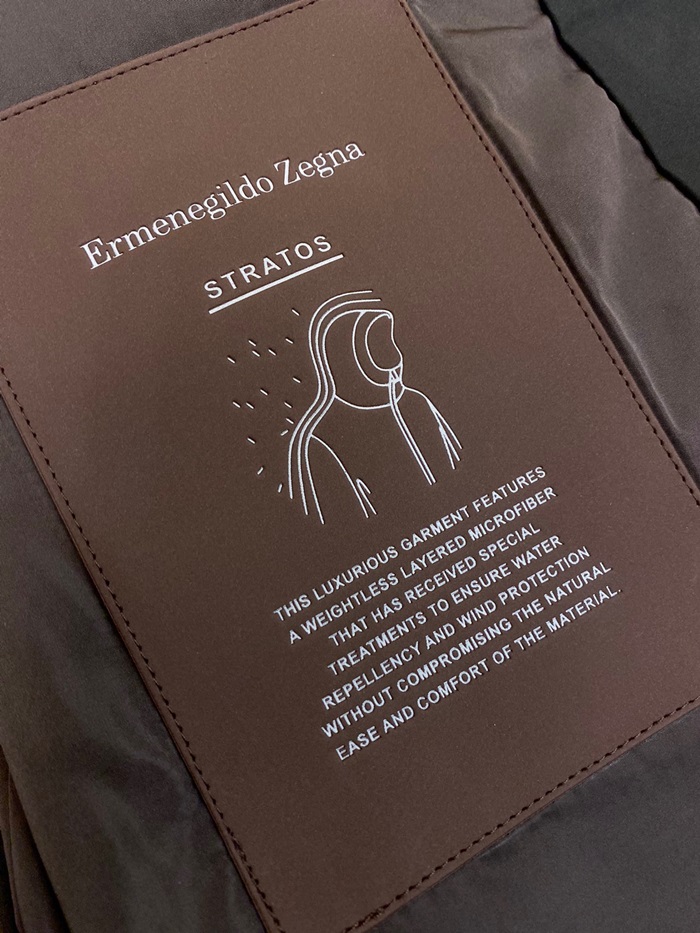 Ermenegildo Zegna
STRATOS
THIS LUXURIOUS GARMENT FEATURES
A WEIGHTLESS LAYERED MICROFIBER
THAT HAS RECEIVED SPECIAL
TREATMENTS TO ENSURE WATER
REPELLENCY AND WIND PROTECTION
WITHOUT COMPROMISING THE NATURAL
EASE AND COMFORT OF THE MATERIAL.